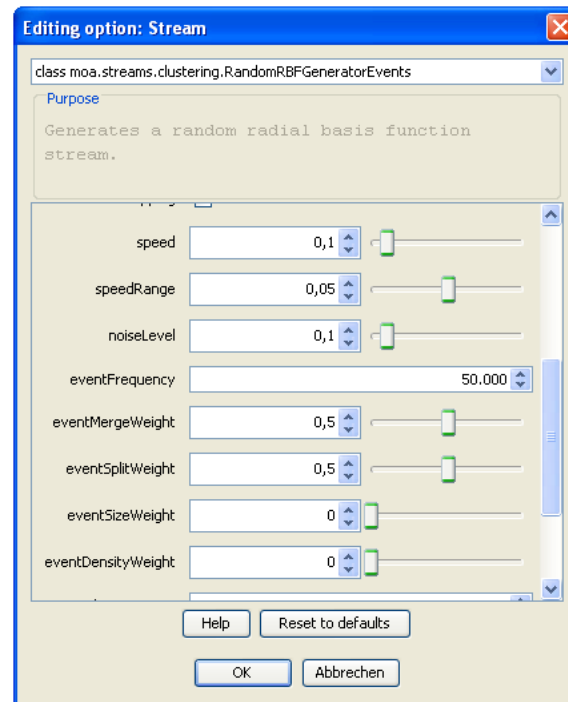 Editing option: Stream
class moa.streams.clustering.RandomRBFGeneratorEvents
Purpose
Generates a random radial basis function
stream.
speed 0,1
speedRange 0,05
noiseLevel 0,1
eventFrequency 50.000
eventMergeWeight 0,5
eventSplitWeight 0,5
eventSizeWeight 0
eventDensityWeight 0
Help Reset to defaults
OK Abbrechen